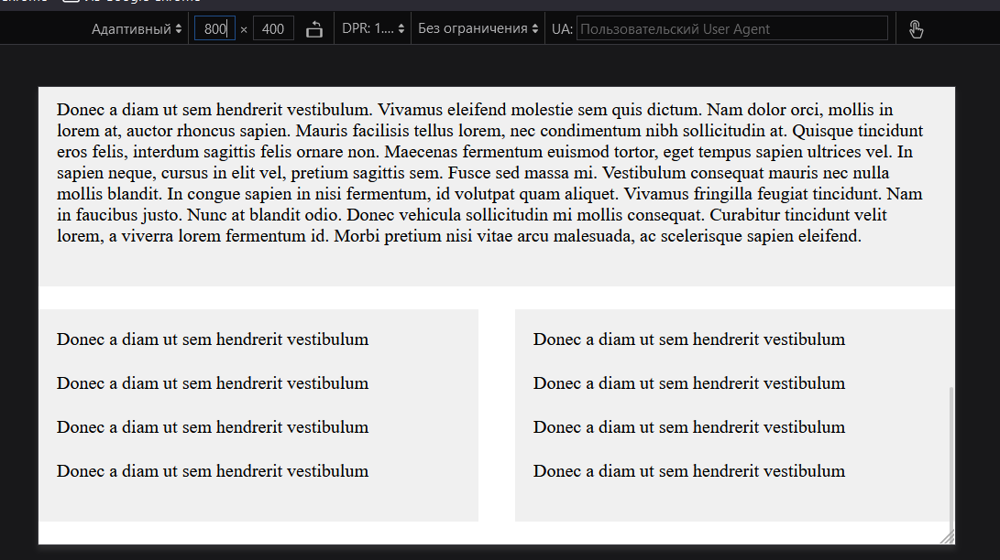 Адаптивный 800 × 400 DPR: 1.... Без ограничения UA: Пользовательский User Agent
Donec a diam ut sem hendrerit vestibulum. Vivamus eleifend molestie sem quis dictum. Nam dolor orci, mollis in
lorem at, auctor rhoncus sapien. Mauris facilisis tellus lorem, nec condimentum nibh sollicitudin at. Quisque tincidunt
eros felis, interdum sagittis felis ornare non. Maecenas fermentum euismod tortor, eget tempus sapien ultrices vel. In
sapien neque, cursus in elit vel, pretium sagittis sem. Fusce sed massa mi. Vestibulum consequat mauris nec nulla
mollis blandit. In congue sapien in nisi fermentum, id volutpat quam aliquet. Vivamus fringilla feugiat tincidunt. Nam
in faucibus justo. Nunc at blandit odio. Donec vehicula sollicitudin mi mollis consequat. Curabitur tincidunt velit
lorem, a viverra lorem fermentum id. Morbi pretium nisi vitae arcu malesuada, ac scelerisque sapien eleifend.
Donec a diam ut sem hendrerit vestibulum
Donec a diam ut sem hendrerit vestibulum
Donec a diam ut sem hendrerit vestibulum
Donec a diam ut sem hendrerit vestibulum
Donec a diam ut sem hendrerit vestibulum
Donec a diam ut sem hendrerit vestibulum
Donec a diam ut sem hendrerit vestibulum
Donec a diam ut sem hendrerit vestibulum